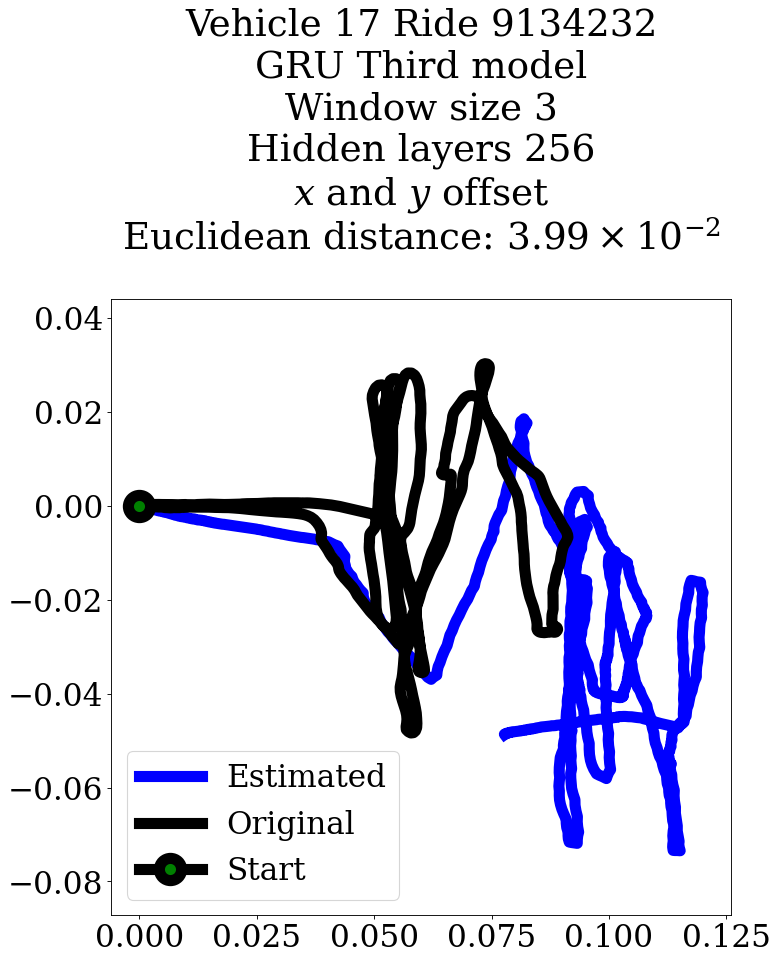 Vehicle 17 Ride 9134232
GRU Third model
Window size 3
Hidden layers 256
x and y offset
Euclidean distance: 3.99 × 10⁻²
0.04
0.02
0.00
−0.02
−0.04
−0.06
−0.08
Estimated
Original
Start
0.000 0.025 0.050 0.075 0.100 0.125